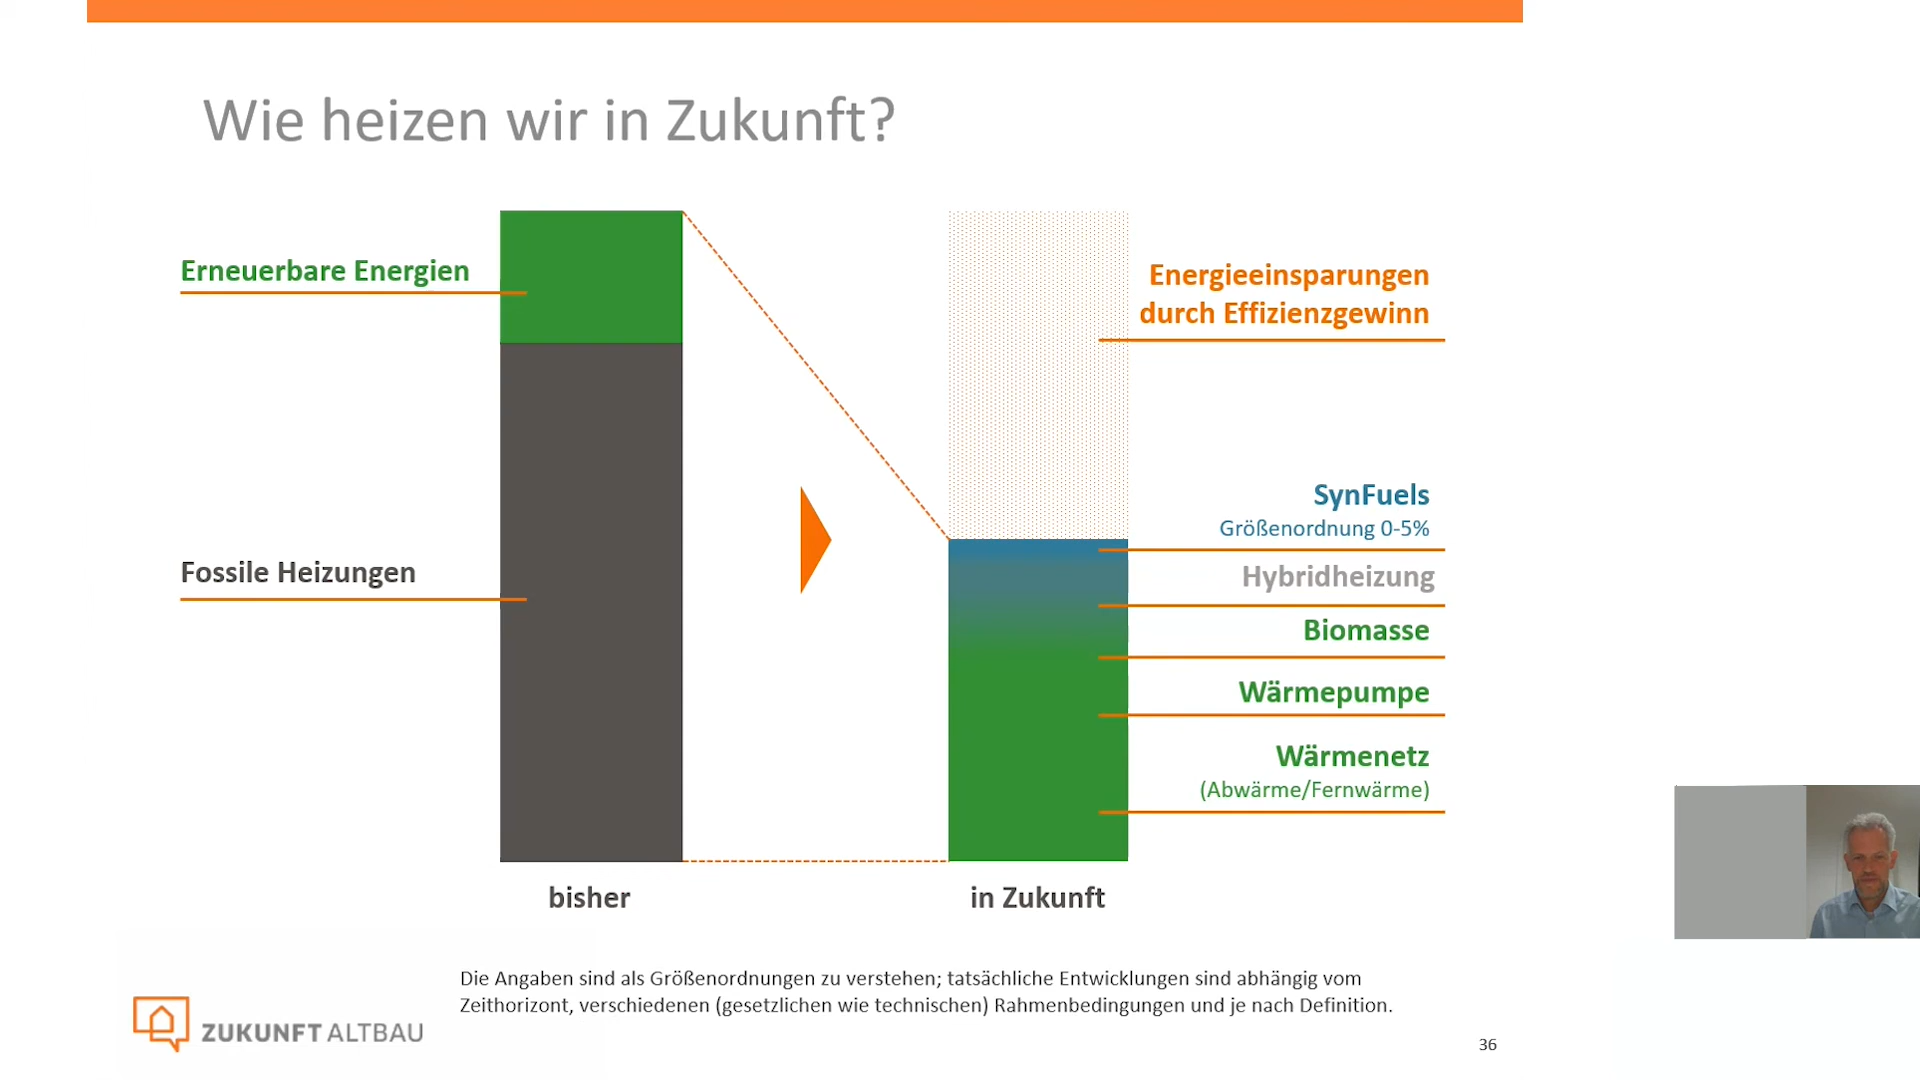 Wie heizen wir in Zukunft?
Erneuerbare Energien
Fossile Heizungen
Energieeinsparungen
durch Effizienzgewinn
SynFuels
Größenordnung 0-5%
Hybridheizung
Biomasse
Wärmepumpe
Wärmenetz
(Abwärme/Fernwärme)
bisher
in Zukunft
Die Angaben sind als Größenordnungen zu verstehen; tatsächliche Entwicklungen sind abhängig vom
Zeithorizont, verschiedenen (gesetzlichen wie technischen) Rahmenbedingungen und je nach Definition.
ZUKUNFT ALTBAU
36